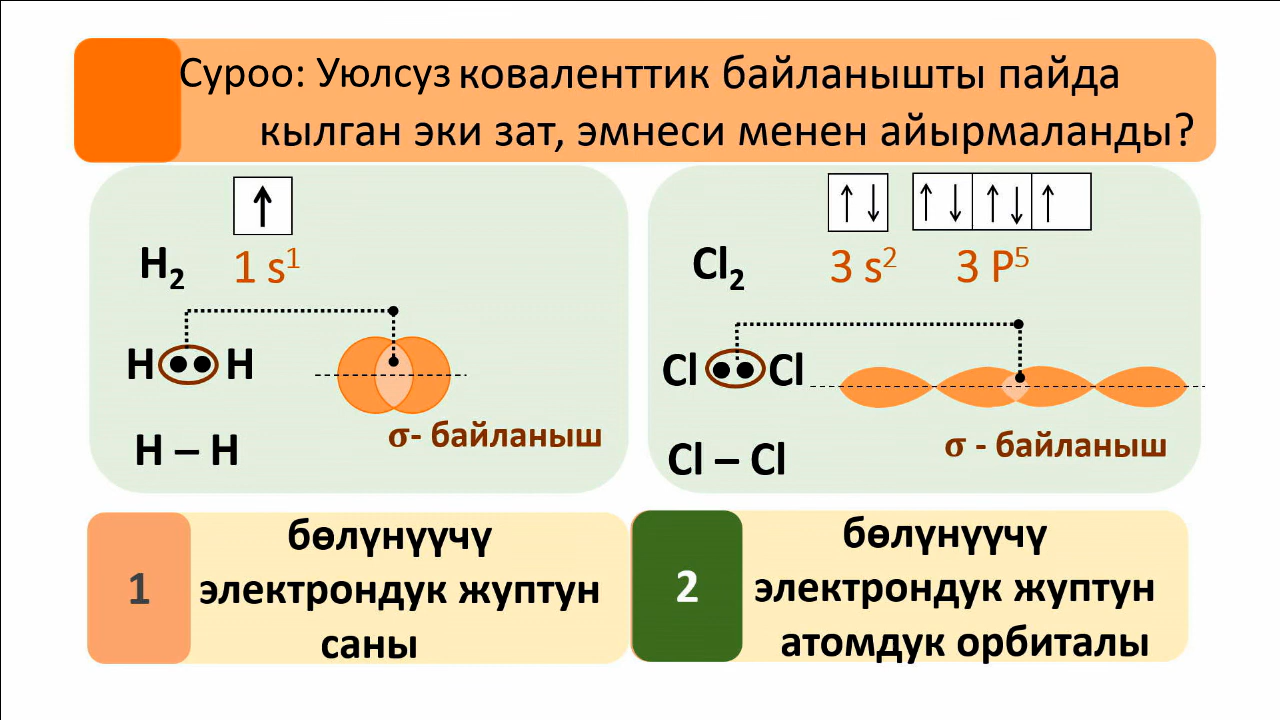 Суроо: Уюлсуз коваленттик байланышты пайда
кылган эки зат, эмнеси менен айырмаланды?
H₂ 1 s¹
H H
σ- байланыш
H – H
Cl₂ 3 s² 3 P⁵
Cl Cl
σ - байланыш
Cl – Cl
1
бөлүнүүчү
электрондук жуптун
саны
2
бөлүнүүчү
электрондук жуптун
атомдук орбиталы